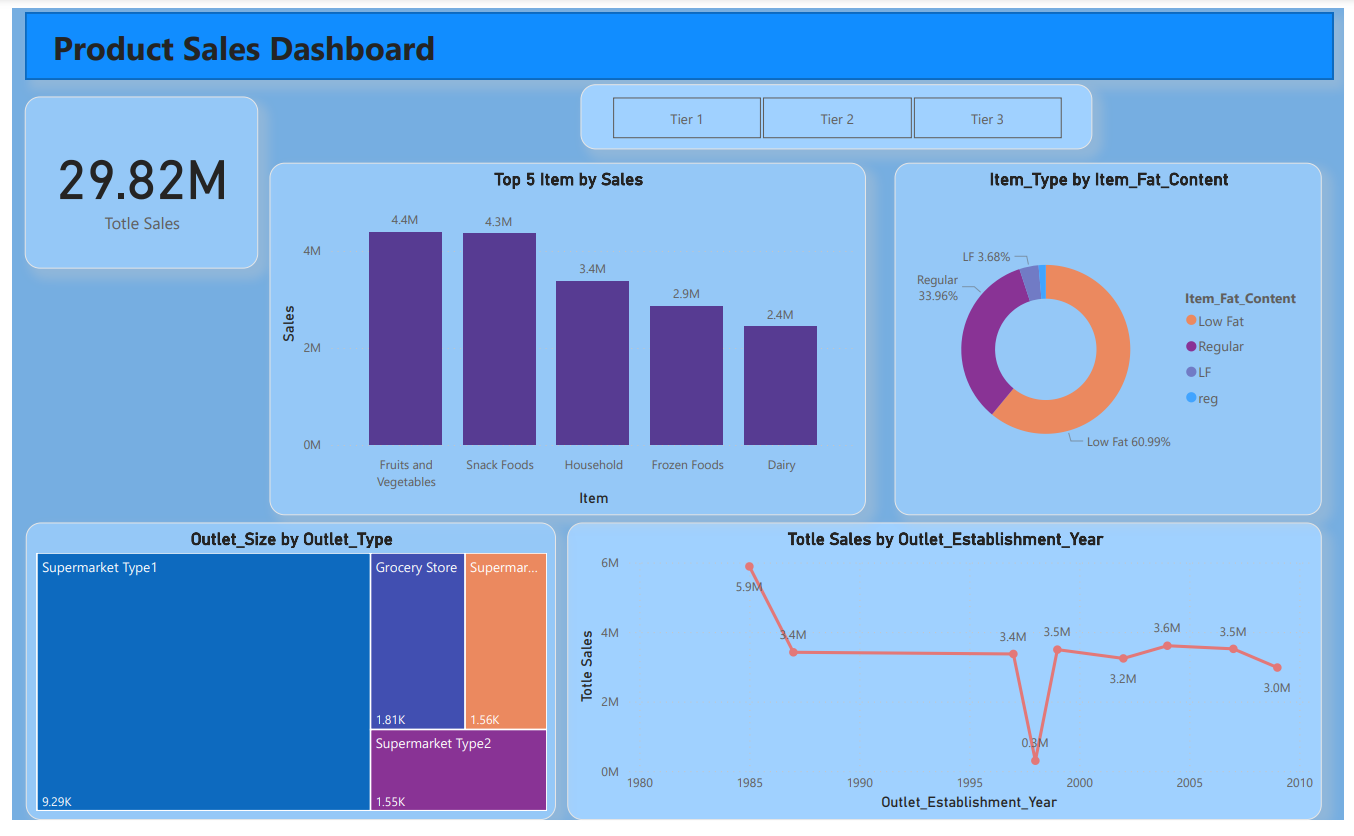 Product Sales Dashboard
29.82M
Totle Sales
Tier 1
Tier 2
Tier 3
Top 5 Item by Sales
Sales
4M
2M
0M
4.4M
4.3M
3.4M
2.9M
2.4M
Fruits and
Vegetables
Snack Foods
Household
Frozen Foods
Dairy
Item
Item_Type by Item_Fat_Content
LF 3.68%
Regular
33.96%
Low Fat 60.99%
Item_Fat_Content
Low Fat
Regular
LF
reg
Outlet_Size by Outlet_Type
Supermarket Type1
9.29K
Grocery Store
1.81K
Supermar...
1.56K
Supermarket Type2
1.55K
Totle Sales by Outlet_Establishment_Year
Totle Sales
6M
4M
2M
0M
5.9M
3.4M
3.4M
0.3M
3.5M
3.2M
3.6M
3.5M
3.0M
1980
1985
1990
1995
2000
2005
2010
Outlet_Establishment_Year